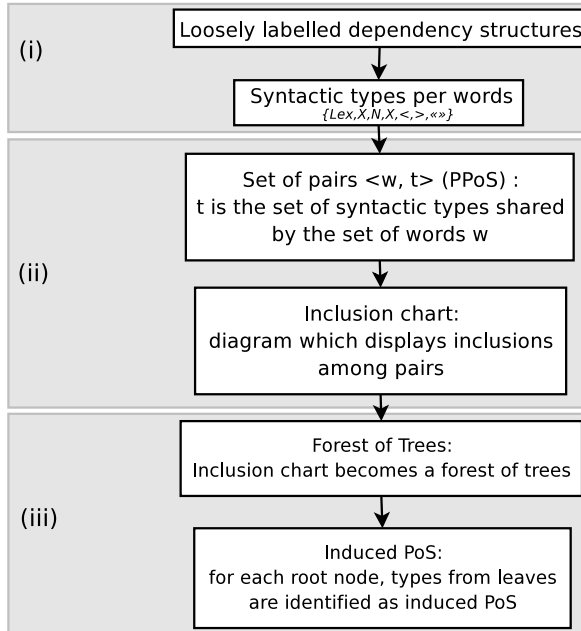 (i)
Loosely labelled dependency structures
Syntactic types per words
{Lex,X,N,X,<,>,«»}
(ii)
Set of pairs <w, t> (PPoS) :
t is the set of syntactic types shared
by the set of words w
Inclusion chart:
diagram which displays inclusions
among pairs
(iii)
Forest of Trees:
Inclusion chart becomes a forest of trees
Induced PoS:
for each root node, types from leaves
are identified as induced PoS